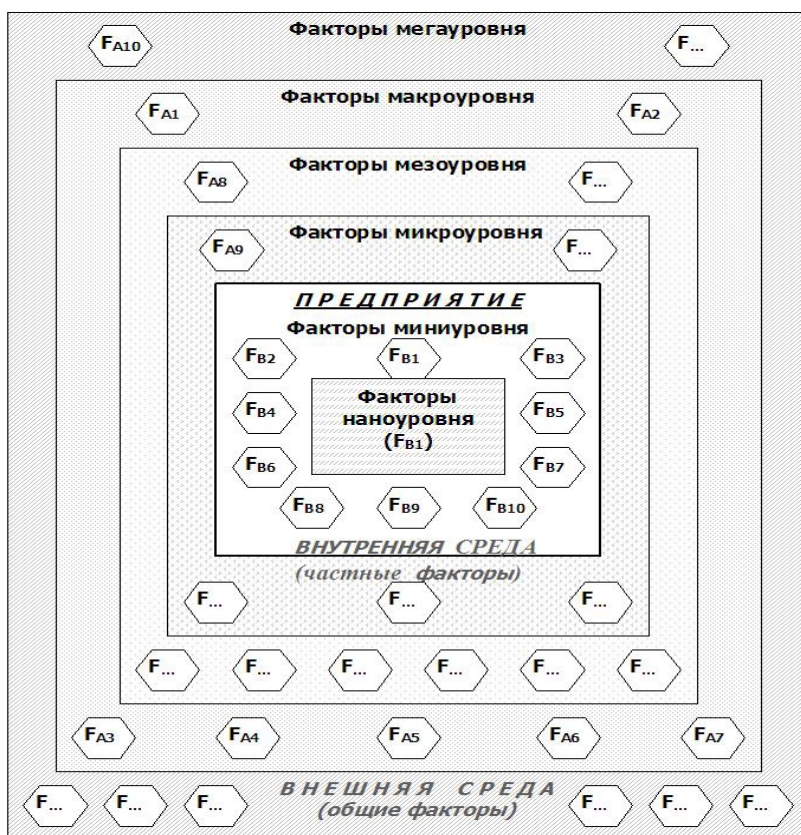 Факторы мегауровня
FA10 F...
Факторы макроуровня
FA1 FA2
Факторы мезоуровня
FA8 F...
Факторы микроуровня
FA9 F...
ПРЕДПРИЯТИЕ
Факторы миниуровня
FB2 FB1 FB3
Факторы
наноуровня
(FB1)
FB4 FB5
FB6 FB7
FB8 FB9 FB10
ВНУТРЕННЯЯ СРЕДА
(частные факторы)
F... F... F...
F... F... F... F... F... F...
FA3 FA4 FA5 FA6 FA7
ВНЕШНЯЯ СРЕДА
(общие факторы)
F... F... F... F... F... F...